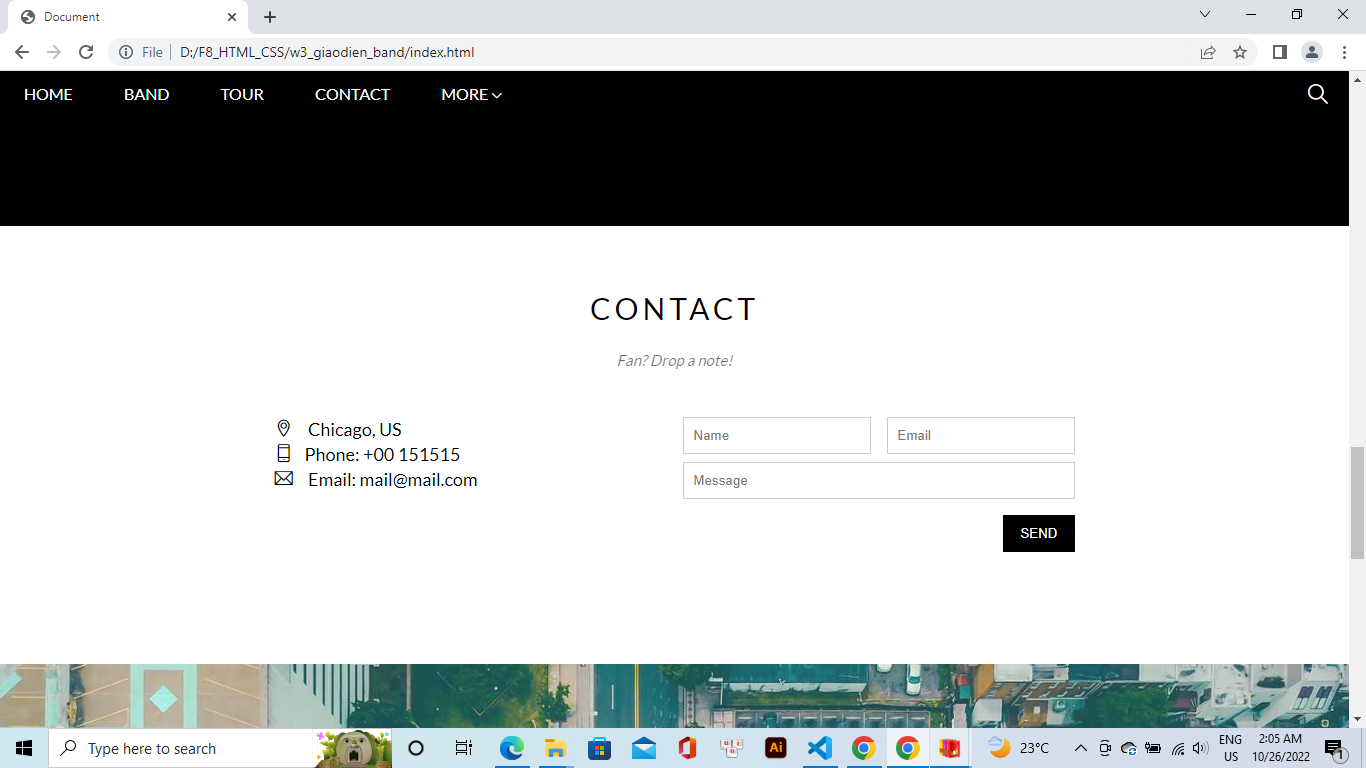 Document
File D:/F8_HTML_CSS/w3_giaodien_band/index.html
HOME BAND TOUR CONTACT MORE
CONTACT
Fan? Drop a note!
Chicago, US
Phone: +00 151515
Email: mail@mail.com
Name Email
Message
SEND
Type here to search
Ai
23°C
ENG
US
2:05 AM
10/26/2022
1